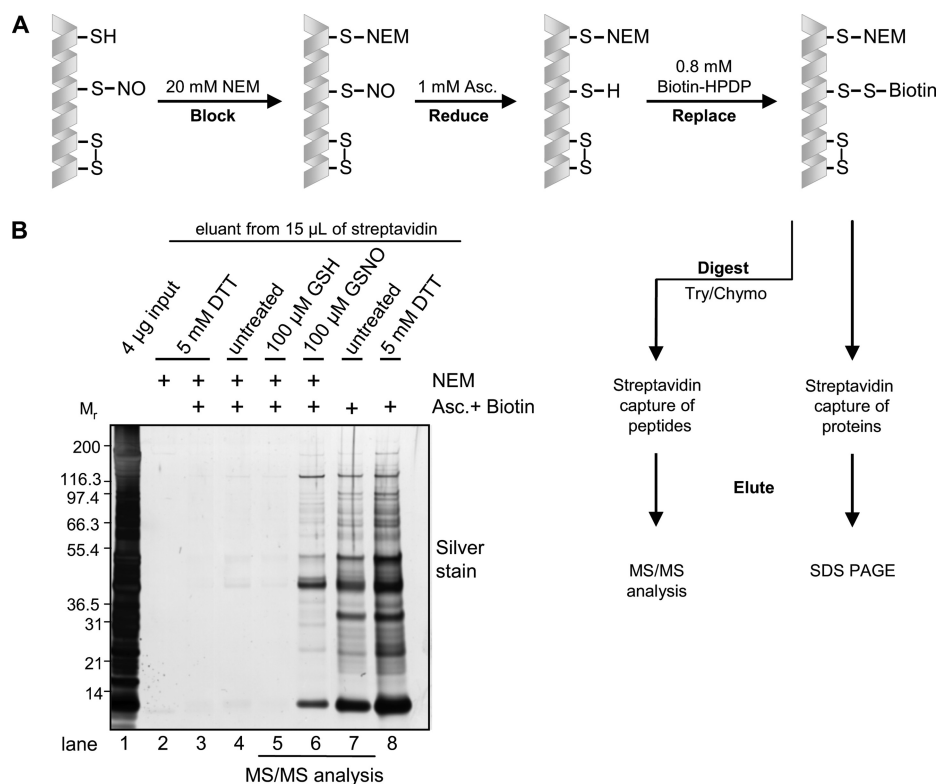 A
SH
S–NO
S
S
20 mM NEM
Block
S–NEM
S–NO
S
S
1 mM Asc.
Reduce
S–NEM
S–H
S
S
0.8 mM
Biotin-HPDP
Replace
S–NEM
S–S–Biotin
S
S
B
eluant from 15 µL of streptavidin
4 µg input
5 mM DTT
untreated
100 µM GSH
100 µM GSNO
untreated
5 mM DTT
+ + + + + NEM
+ + + + + + Asc.+ Biotin
Mr
200
116.3
97.4
66.3
55.4
36.5
31
21
14
Silver
stain
lane 1 2 3 4 5 6 7 8
MS/MS analysis
Digest
Try/Chymo
Streptavidin
capture of
peptides
Streptavidin
capture of
proteins
Elute
MS/MS
analysis
SDS PAGE